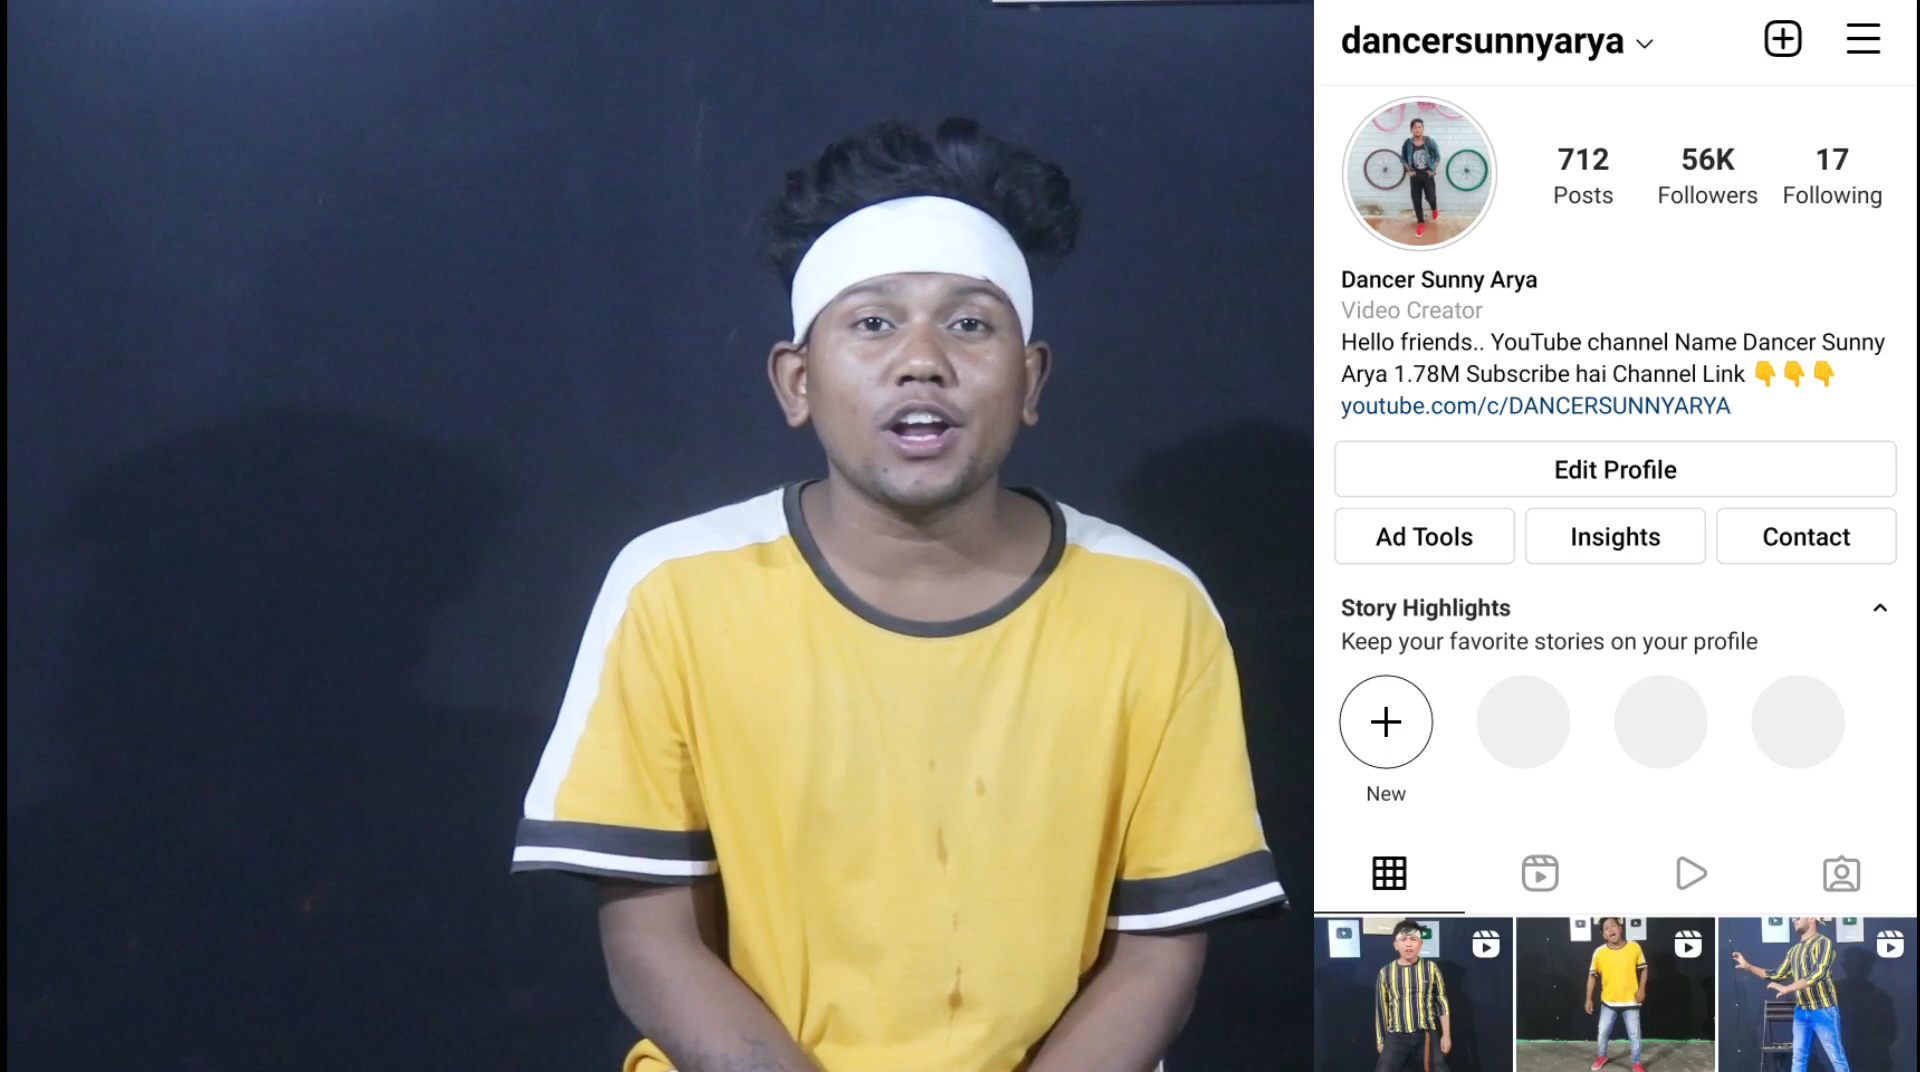 dancersunnyarya
712
56K
17
Posts
Followers
Following
Dancer Sunny Arya
Video Creator
Hello friends.. YouTube channel Name Dancer Sunny
Arya 1.78M Subscribe hai Channel Link 👇👇👇
youtube.com/c/DANCERSUNNYARYA
Edit Profile
Ad Tools
Insights
Contact
Story Highlights
Keep your favorite stories on your profile
New